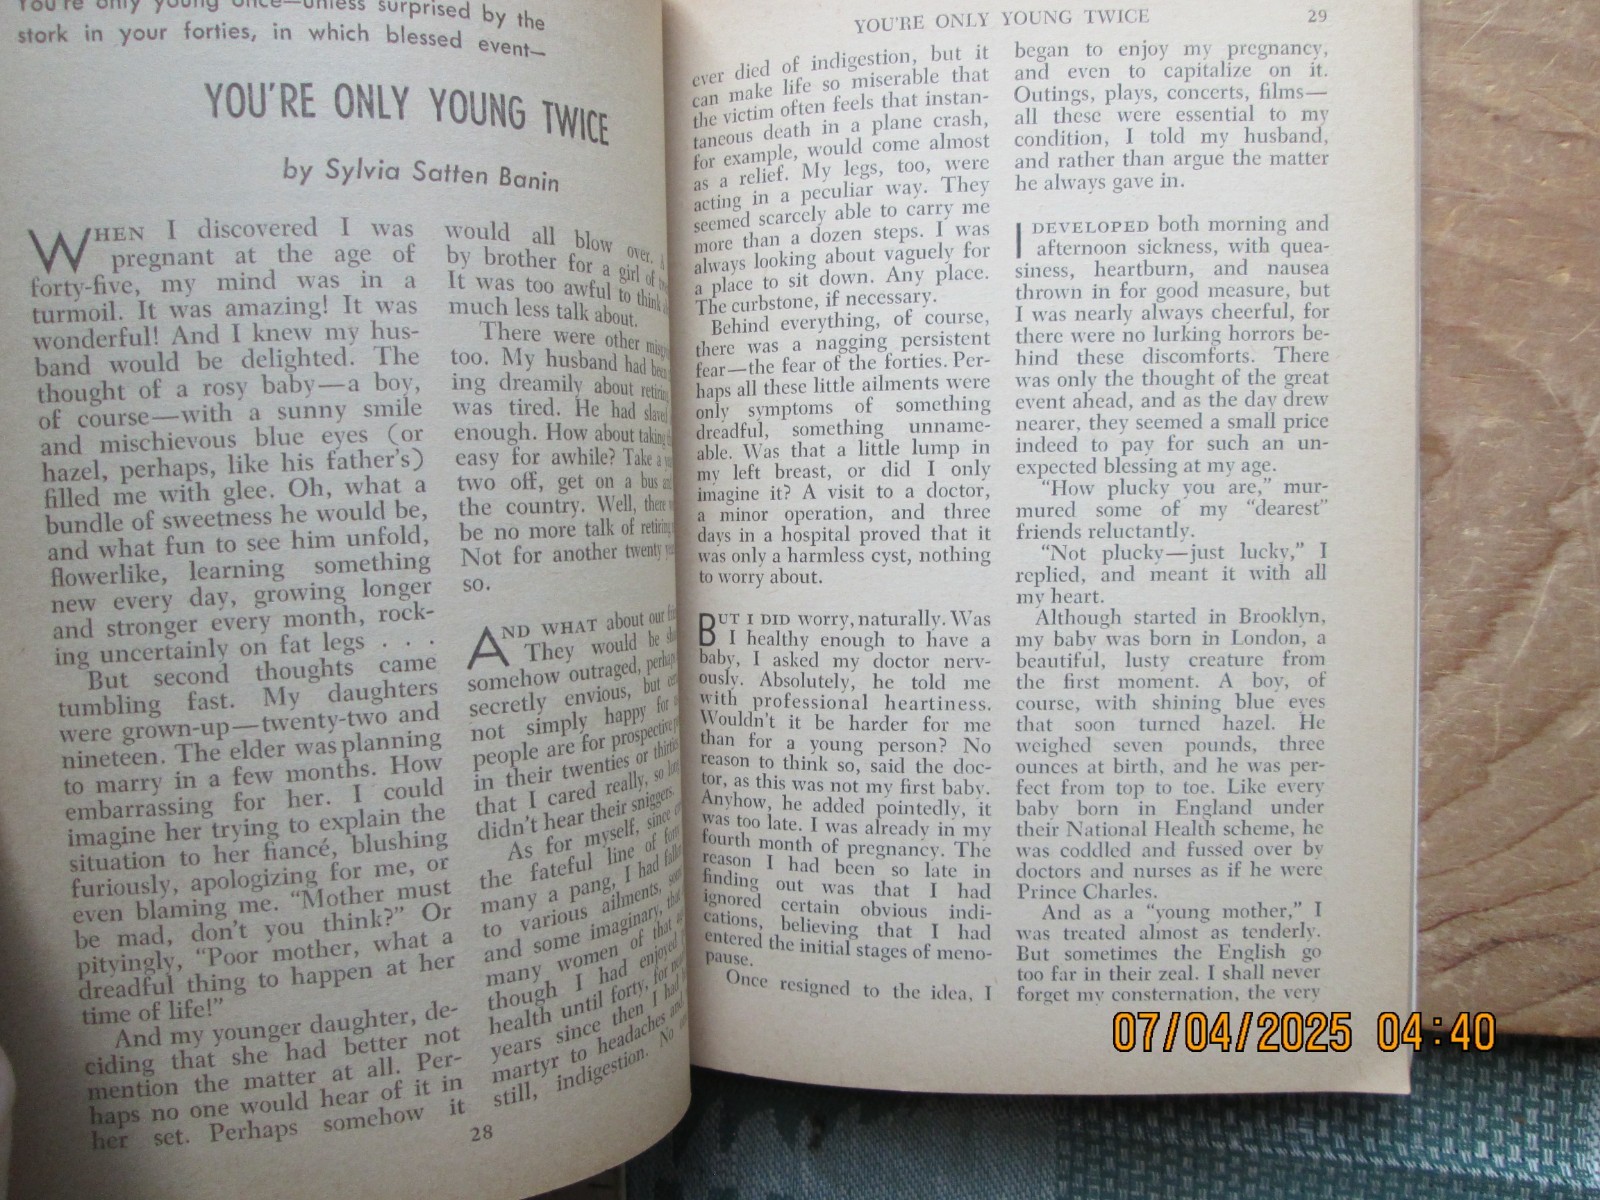 You're only young once—unless surprised by the
stork in your forties, in which blessed event—
YOU'RE ONLY YOUNG TWICE
by Sylvia Satten Banin
WHEN I discovered I was
pregnant at the age of
forty-five, my mind was in a
turmoil. It was amazing! It was
wonderful! And I knew my hus-
band would be delighted. The
thought of a rosy baby—a boy,
of course—with a sunny smile
and mischievous blue eyes (or
hazel, perhaps, like his father's)
filled me with glee. Oh, what a
bundle of sweetness he would be,
and what fun to see him unfold,
flowerlike, learning something
new every day, growing longer
and stronger every month, rock-
ing uncertainly on fat legs . . .
But second thoughts came
tumbling fast. My daughters
were grown-up—twenty-two and
nineteen. The elder was planning
to marry in a few months. How
embarrassing for her. I could
imagine her trying to explain the
situation to her fiancé, blushing
furiously, apologizing for me, or
even blaming me. "Mother must
be mad, don't you think?" Or
pityingly, "Poor mother, what a
dreadful thing to happen at her
time of life!"
And my younger daughter, de-
ciding that she had better not
mention the matter at all. Per-
haps no one would hear of it in
her set. Perhaps somehow it
would all blow over.
by brother for a girl of
It was too awful to think
much less talk about.
There were other
too. My husband had been
ing dreamily about retiring
was tired. He had slaved
enough. How about taking
easy for awhile? Take a
two off, get on a bus
the country. Well, there
be no more talk of retiring
Not for another twenty
so.
AND WHAT about our
They would be
somehow outraged, perhaps
secretly envious, but
not simply happy for
people are for prospective
in their twenties or thirties
that I cared really, so long
didn't hear their sniggers.
As for myself, since
the fateful line of
many a pang, I had
to various ailments,
and some imaginary, that
many women of that
though I had enjoyed
health until forty, for
years since then I had
martyr to headaches and
still, indigestion. No
28
YOU'RE ONLY YOUNG TWICE 29
ever died of indigestion, but it
can make life so miserable that
the victim often feels that instan-
taneous death in a plane crash,
for example, would come almost
as a relief. My legs, too, were
acting in a peculiar way. They
seemed scarcely able to carry me
more than a dozen steps. I was
always looking about vaguely for
a place to sit down. Any place.
The curbstone, if necessary.
Behind everything, of course,
there was a nagging persistent
fear—the fear of the forties. Per-
haps all these little ailments were
only symptoms of something
dreadful, something unname-
able. Was that a little lump in
my left breast, or did I only
imagine it? A visit to a doctor,
a minor operation, and three
days in a hospital proved that it
was only a harmless cyst, nothing
to worry about.
BUT I DID worry, naturally. Was
I healthy enough to have a
baby, I asked my doctor nerv-
ously. Absolutely, he told me
with professional heartiness.
Wouldn't it be harder for me
than for a young person? No
reason to think so, said the doc-
tor, as this was not my first baby.
Anyhow, he added pointedly, it
was too late. I was already in my
fourth month of pregnancy. The
reason I had been so late in
finding out was that I had
ignored certain obvious indi-
cations, believing that I had
entered the initial stages of meno-
pause.
Once resigned to the idea, I
began to enjoy my pregnancy,
and even to capitalize on it.
Outings, plays, concerts, films—
all these were essential to my
condition, I told my husband,
and rather than argue the matter
he always gave in.
I DEVELOPED both morning and
afternoon sickness, with quea-
siness, heartburn, and nausea
thrown in for good measure, but
I was nearly always cheerful, for
there were no lurking horrors be-
hind these discomforts. There
was only the thought of the great
event ahead, and as the day drew
nearer, they seemed a small price
indeed to pay for such an un-
expected blessing at my age.
"How plucky you are," mur-
mured some of my "dearest"
friends reluctantly.
"Not plucky—just lucky," I
replied, and meant it with all
my heart.
Although started in Brooklyn,
my baby was born in London, a
beautiful, lusty creature from
the first moment. A boy, of
course, with shining blue eyes
that soon turned hazel. He
weighed seven pounds, three
ounces at birth, and he was per-
fect from top to toe. Like every
baby born in England under
their National Health scheme, he
was coddled and fussed over by
doctors and nurses as if he were
Prince Charles.
And as a "young mother," I
was treated almost as tenderly.
But sometimes the English go
too far in their zeal. I shall never
forget my consternation, the very
07/04/2025 04:40